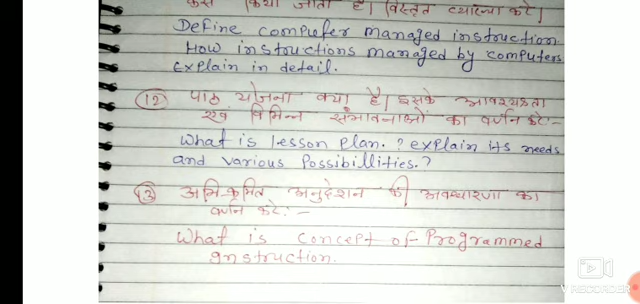 किया जाता है। विस्तृत व्याख्या करें।
Define computer managed instruction
How instructions managed by computers
Explain in detail.
(12) पाठ योजना क्या है। इसके आवश्यकता
एवं विभिन्न संभावनाओं का वर्णन करें:-
What is lesson plan.? explain its needs
and various Possibillities.?
अभिक्रमित अनुदेशन की अवधारणा का
वर्णन करें:-
What is concept of Programmed
instruction.
V RECORDER